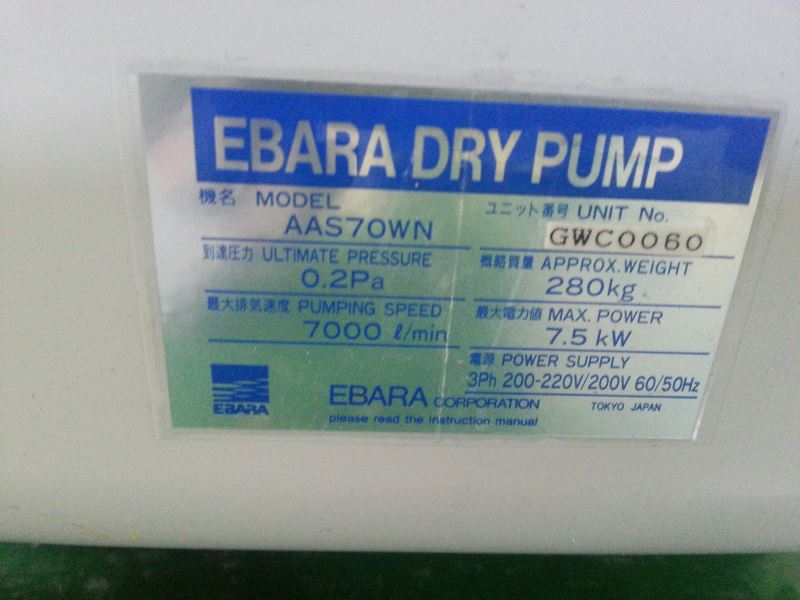 EBARA DRY PUMP
機名 MODEL
AAS70WN
ユニット番号 UNIT No.
GWC0060
到達圧力 ULTIMATE PRESSURE
0.2Pa
概略質量 APPROX.WEIGHT
280kg
最大排気速度 PUMPING SPEED
7000 ℓ/min
最大電力値 MAX. POWER
7.5 kW
電源 POWER SUPPLY
3Ph 200-220V/200V 60/50Hz
EBARA
EBARA CORPORATION
TOKYO JAPAN
please read the instruction manual